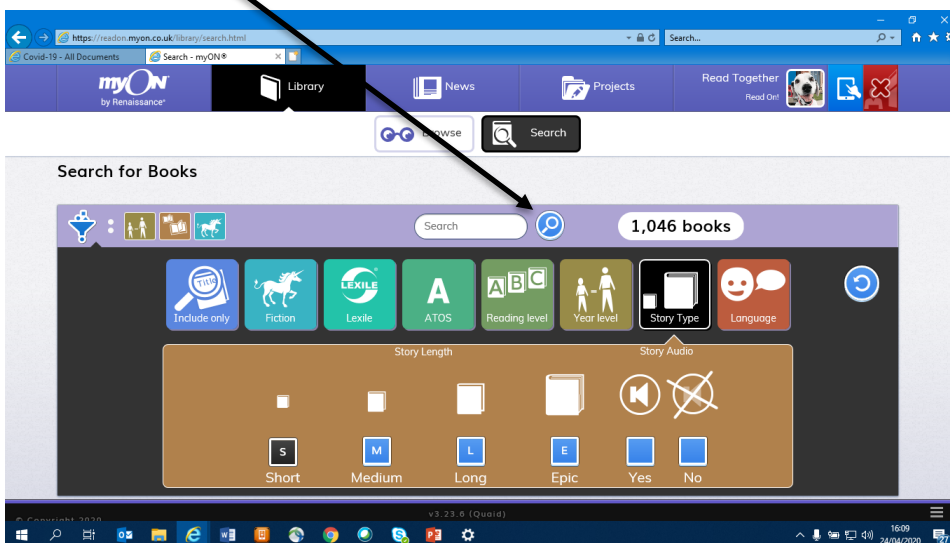 https://readon.myon.co.uk/library/search.html
Search...
Covid-19 - All Documents
Search - myON®
myON
by Renaissance®
Library
News
Projects
Read Together
Read On!
Browse
Search
Search for Books
Search
1,046 books
Title
Include only
Fiction
LEXILE
Lexile
A
ATOS
A B C
Reading level
Year level
Story Type
Language
Story Length
Story Audio
S
M
L
E
Short
Medium
Long
Epic
Yes
No
© Copyright 2020
v3.23.6 (Quaid)
16:09
24/04/2020
27